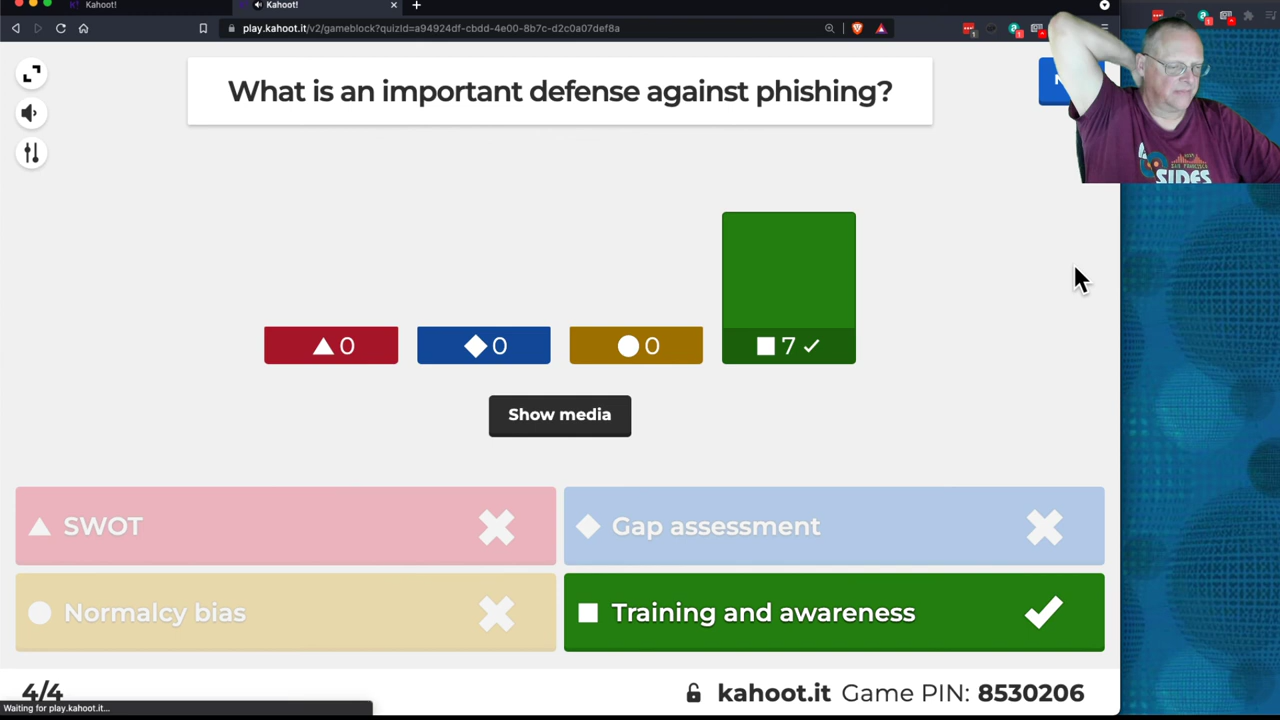 Kahoot!
Kahoot!
play.kahoot.it/v2/gameblock?quizId=a94924df-cbdd-4e00-8b7c-d2c0a07def8a
What is an important defense against phishing?
SIDES
0
0
0
7
Show media
SWOT
Gap assessment
Normalcy bias
Training and awareness
4/4
kahoot.it Game PIN: 8530206
Waiting for play.kahoot.it...